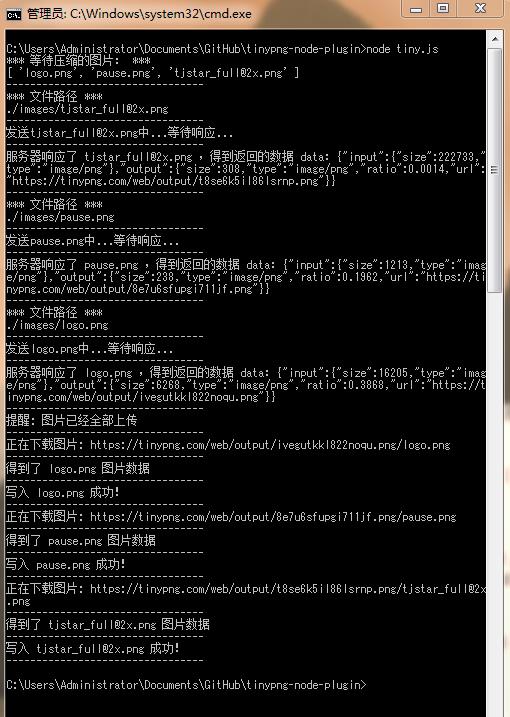 管理员: C:\Windows\system32\cmd.exe
C:\Users\Administrator\Documents\GitHub\tinypng-node-plugin>node tiny.js
*** 等待压缩的图片:  ***
[ 'logo.png', 'pause.png', 'tjstar_full@2x.png' ]
----------------------------
*** 文件路径 ***
./images/tjstar_full@2x.png
----------------------------
发送tjstar_full@2x.png中...等待响应...
----------------------------
服务器响应了 tjstar_full@2x.png ，得到返回的数据 data: {"input":{"size":222733,"
type":"image/png"},"output":{"size":308,"type":"image/png","ratio":0.0014,"url":
"https://tinypng.com/web/output/t8se6k5il86lsrnp.png"}}
----------------------------
*** 文件路径 ***
./images/pause.png
----------------------------
发送pause.png中...等待响应...
----------------------------
服务器响应了 pause.png ，得到返回的数据 data: {"input":{"size":1213,"type":"imag
e/png"},"output":{"size":238,"type":"image/png","ratio":0.1962,"url":"https://ti
nypng.com/web/output/8e7u6sfupgi711jf.png"}}
----------------------------
*** 文件路径 ***
./images/logo.png
----------------------------
发送logo.png中...等待响应...
----------------------------
服务器响应了 logo.png ，得到返回的数据 data: {"input":{"size":16205,"type":"imag
e/png"},"output":{"size":6268,"type":"image/png","ratio":0.3868,"url":"https://t
inypng.com/web/output/ivegutkkl822noqu.png"}}
----------------------------
提醒: 图片已经全部上传
----------------------------
正在下载图片: https://tinypng.com/web/output/ivegutkkl822noqu.png/logo.png
----------------------------
得到了 logo.png 图片数据
----------------------------
写入 logo.png 成功!
----------------------------
正在下载图片: https://tinypng.com/web/output/8e7u6sfupgi711jf.png/pause.png
----------------------------
得到了 pause.png 图片数据
----------------------------
写入 pause.png 成功!
----------------------------
正在下载图片: https://tinypng.com/web/output/t8se6k5il86lsrnp.png/tjstar_full@2x
.png
----------------------------
得到了 tjstar_full@2x.png 图片数据
----------------------------
写入 tjstar_full@2x.png 成功!
----------------------------
C:\Users\Administrator\Documents\GitHub\tinypng-node-plugin>